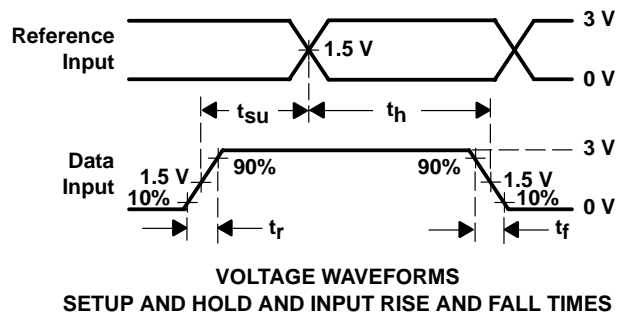 Reference
Input
1.5 V
3 V
0 V
tsu
th
Data
Input
1.5 V
10%
90%
90%
1.5 V
10%
3 V
0 V
tr
tf
VOLTAGE WAVEFORMS
SETUP AND HOLD AND INPUT RISE AND FALL TIMES